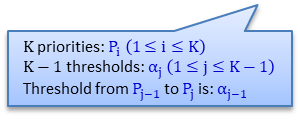 K priorities: Pᵢ (1 ≤ i ≤ K)
K − 1 thresholds: αⱼ (1 ≤ j ≤ K − 1)
Threshold from Pⱼ₋₁ to Pⱼ is: αⱼ₋₁